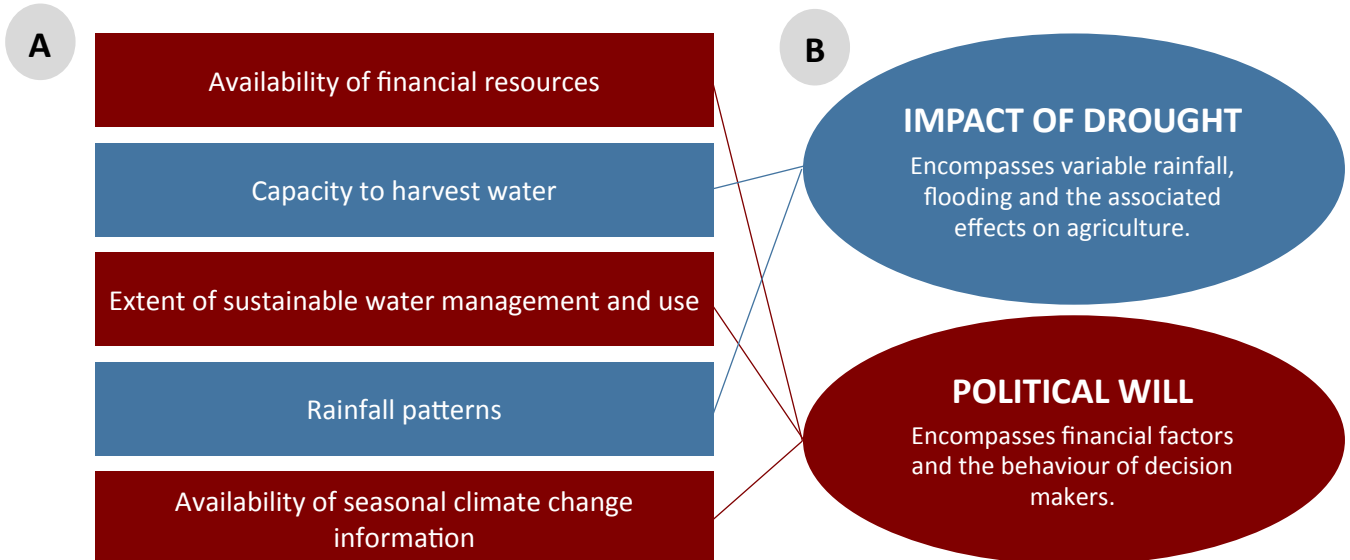 A
Availability of financial resources
Capacity to harvest water
Extent of sustainable water management and use
Rainfall patterns
Availability of seasonal climate change
information
B
IMPACT OF DROUGHT
Encompasses variable rainfall,
flooding and the associated
effects on agriculture.
POLITICAL WILL
Encompasses financial factors
and the behaviour of decision
makers.